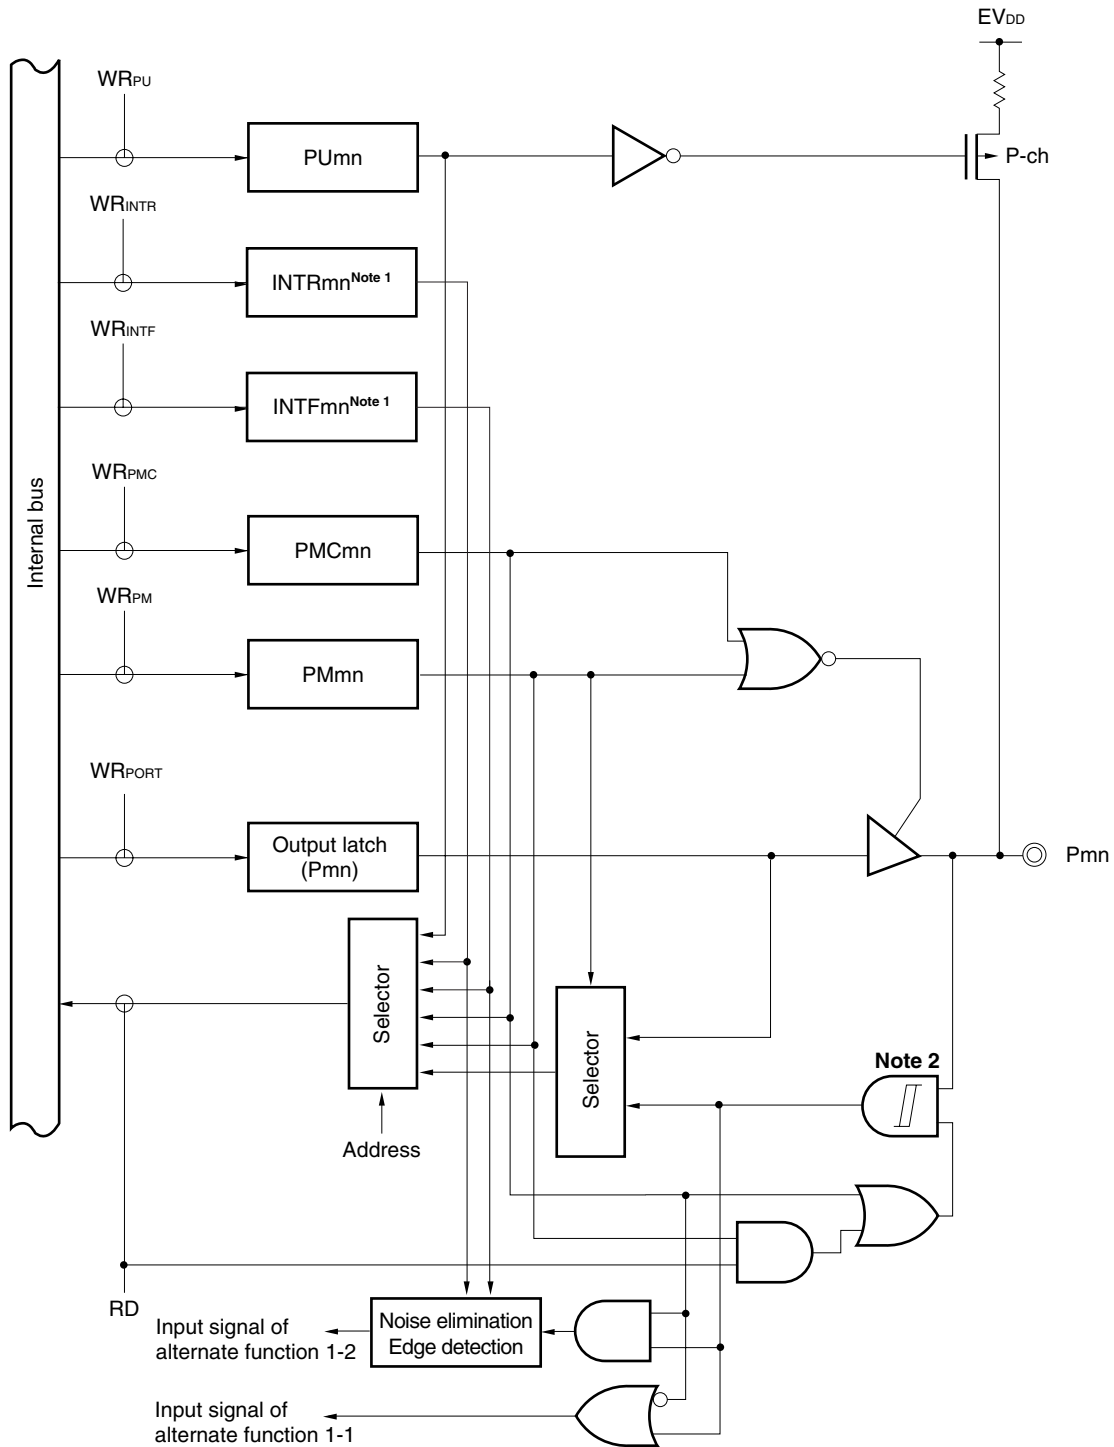 EVDD
WRPU
PUmn
P-ch
WRINTR
INTRmnNote 1
WRINTF
INTFmnNote 1
Internal bus
WRPMC
PMCmn
WRPM
PMmn
WRPORT
Output latch
(Pmn)
Pmn
Selector
Selector
Note 2
Address
RD
Noise elimination
Edge detection
Input signal of
alternate function 1-2
Input signal of
alternate function 1-1